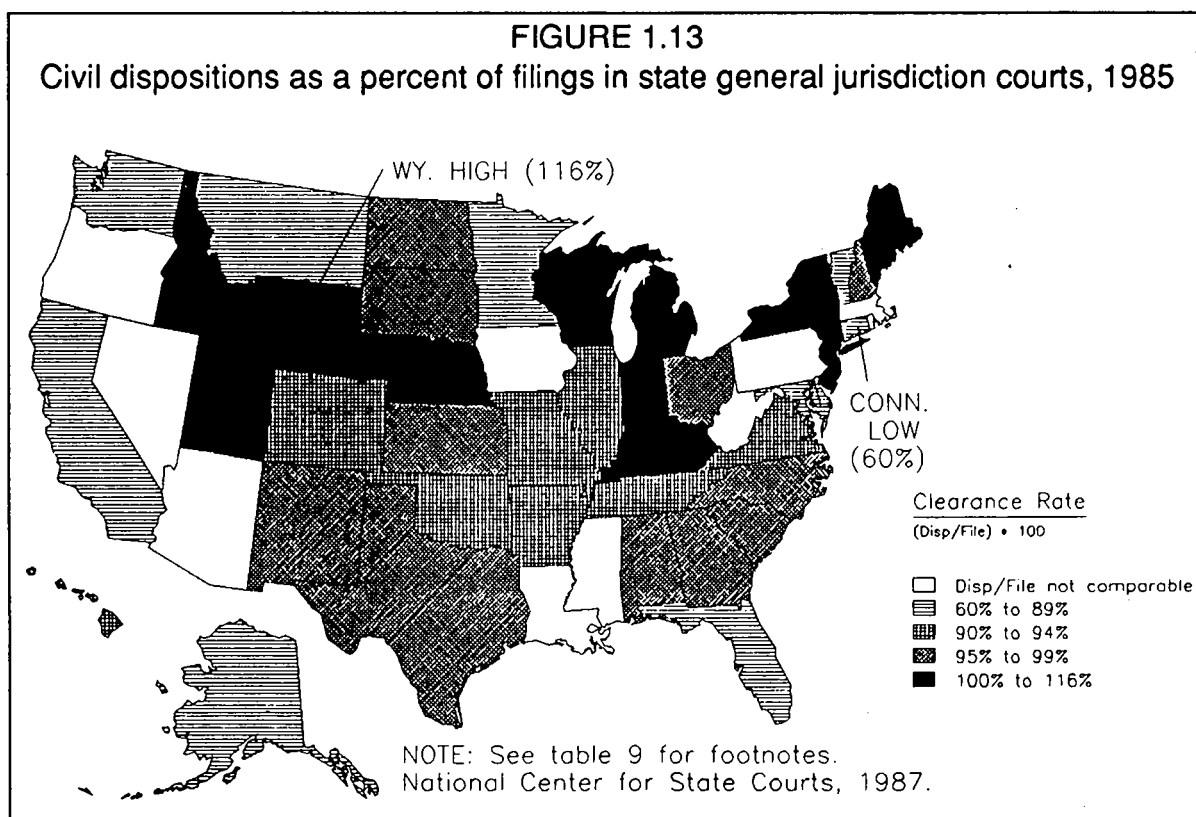 FIGURE 1.13
Civil dispositions as a percent of filings in state general jurisdiction courts, 1985
WY. HIGH (116%)
CONN.
LOW
(60%)
Clearance Rate
(Disp/File) • 100
Disp/File not comparable
60% to 89%
90% to 94%
95% to 99%
100% to 116%
NOTE: See table 9 for footnotes.
National Center for State Courts, 1987.